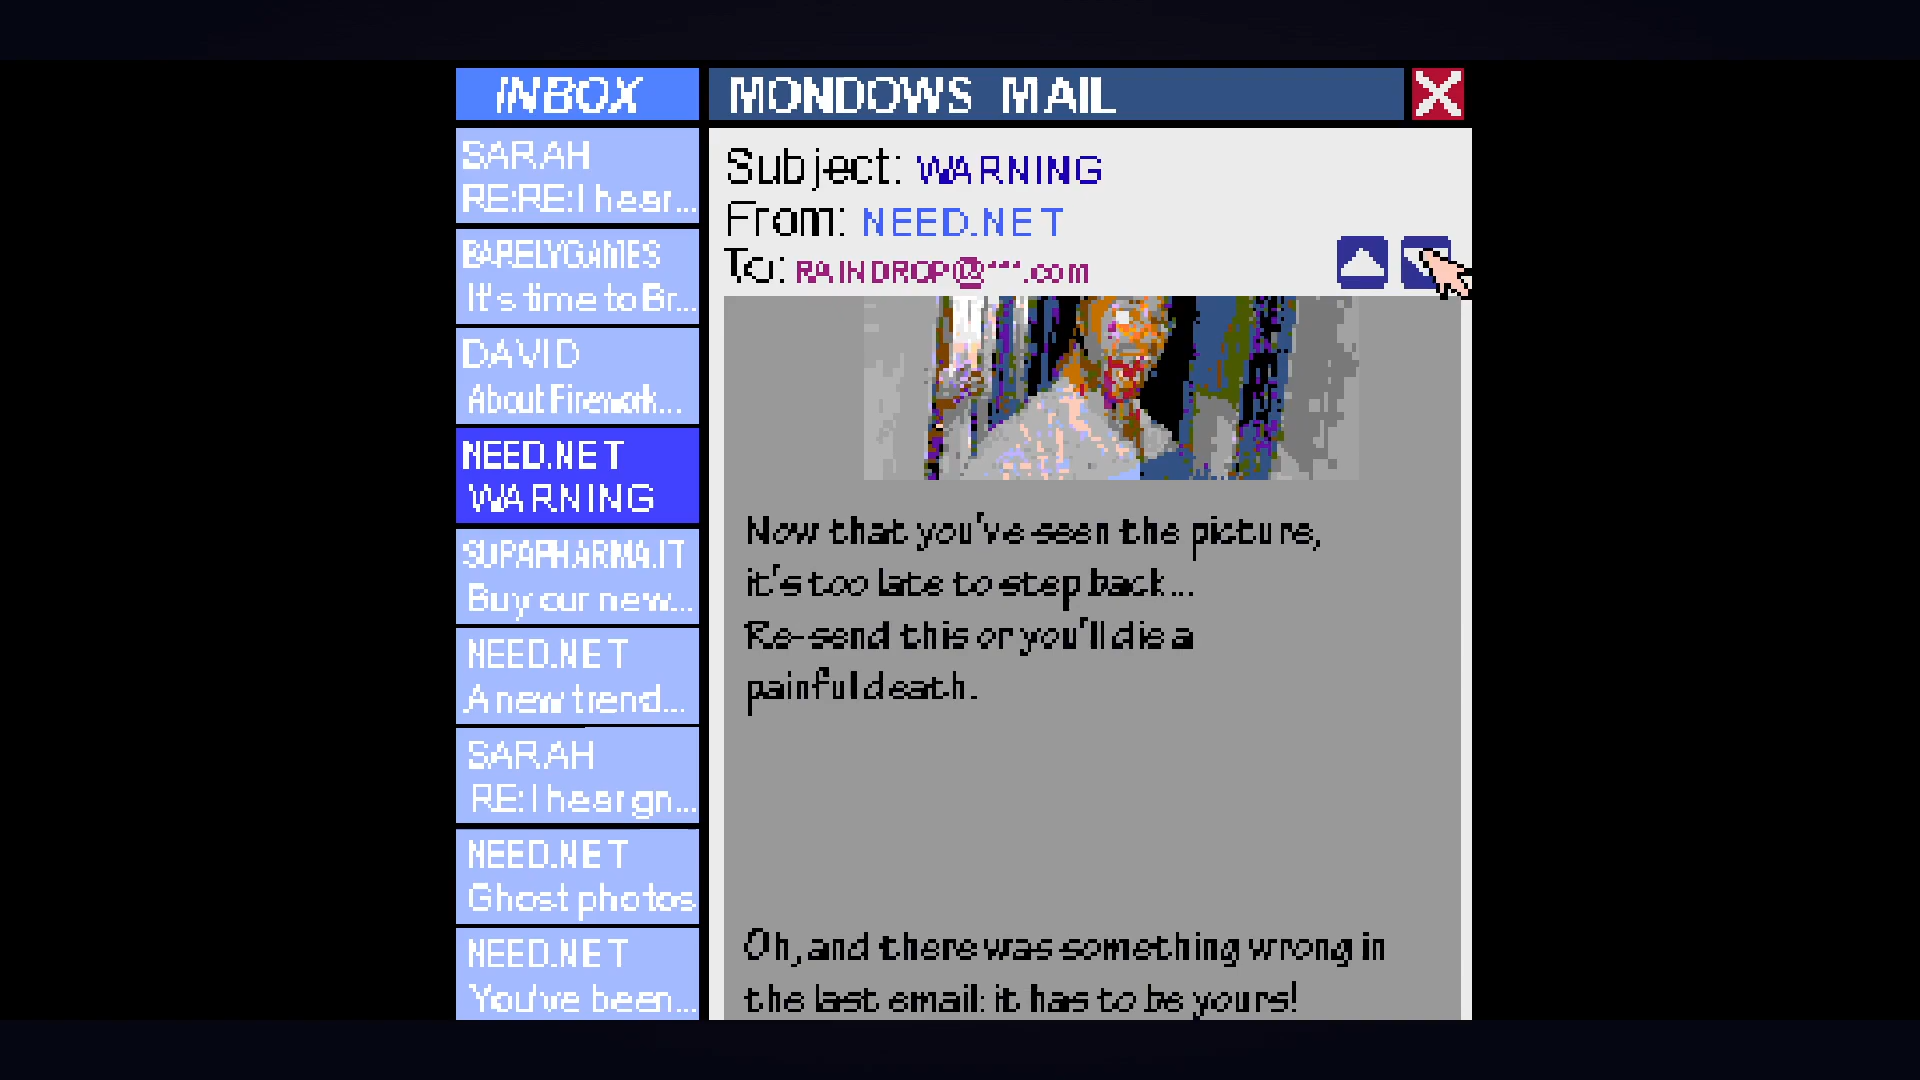 INBOX
MONDOWS MAIL
SARAH
RE:RE:I hear...
BARELYGAMES
It's time to Br...
DAVID
About Firework...
NEED.NET
WARNING
SUPAPHARMA.IT
Buy our new...
NEED.NET
A new trend...
SARAH
RE: I hear gn...
NEED.NET
Ghost photos
NEED.NET
You've been...
Subject: WARNING
From: NEED.NET
To: RAINDROP@***.com
Now that you've seen the picture,
it's too late to step back...
Re-send this or you'll die a
painful death.
Oh, and there was something wrong in
the last email: it has to be yours!